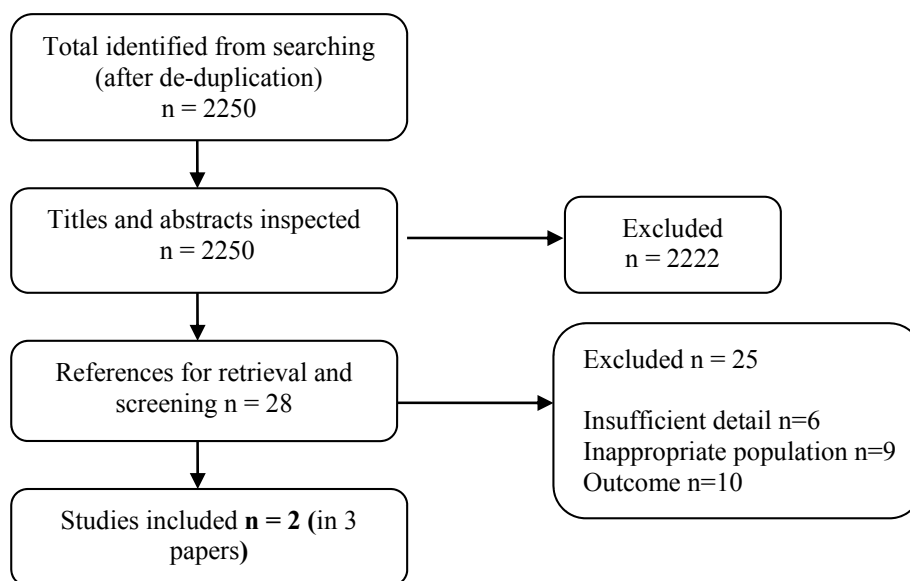 Total identified from searching
(after de-duplication)
n = 2250
Titles and abstracts inspected
n = 2250
Excluded
n = 2222
References for retrieval and
screening n = 28
Excluded n = 25
Insufficient detail n=6
Inappropriate population n=9
Outcome n=10
Studies included n = 2 (in 3
papers)